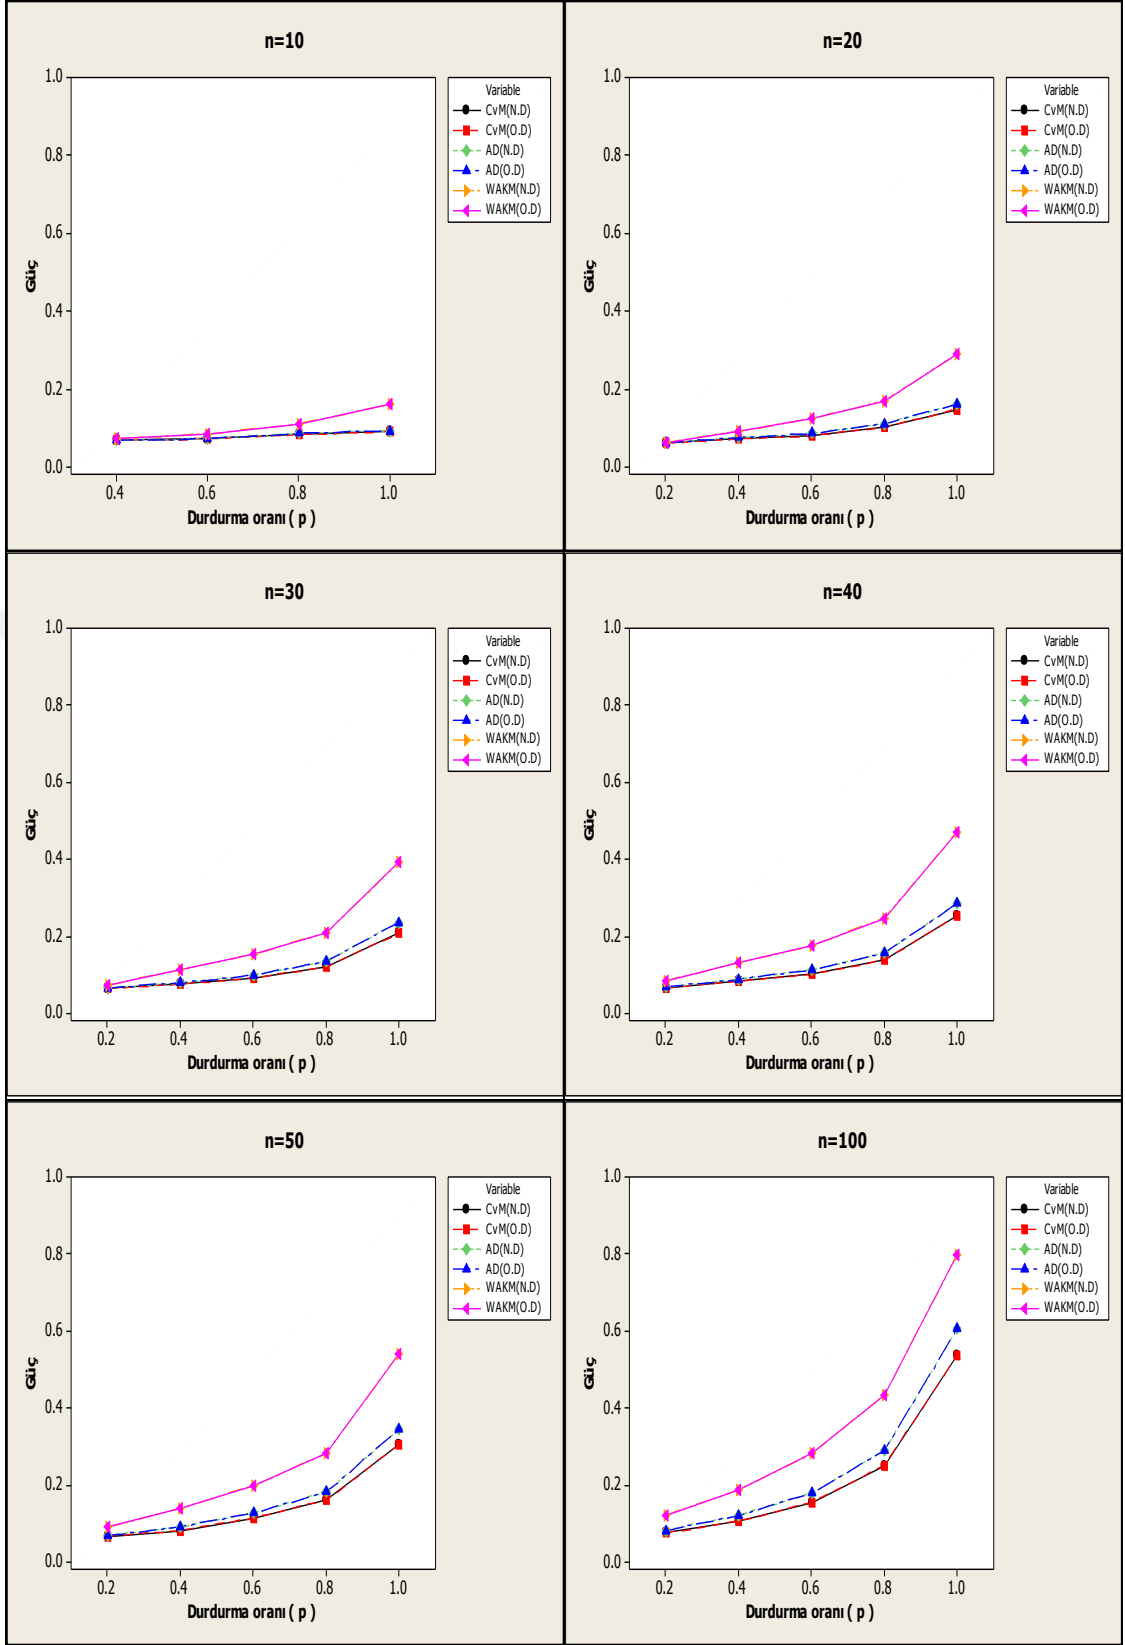 n=10
1.0
0.8
0.6
0.4
0.2
0.0
Güç
0.4 0.6 0.8 1.0
Durdurma oranı ( p )
Variable
CvM(N.D)
CvM(O.D)
AD(N.D)
AD(O.D)
WAKM(N.D)
WAKM(O.D)
n=20
1.0
0.8
0.6
0.4
0.2
0.0
Güç
0.2 0.4 0.6 0.8 1.0
Durdurma oranı ( p )
Variable
CvM(N.D)
CvM(O.D)
AD(N.D)
AD(O.D)
WAKM(N.D)
WAKM(O.D)
n=30
1.0
0.8
0.6
0.4
0.2
0.0
Güç
0.2 0.4 0.6 0.8 1.0
Durdurma oranı ( p )
Variable
CvM(N.D)
CvM(O.D)
AD(N.D)
AD(O.D)
WAKM(N.D)
WAKM(O.D)
n=40
1.0
0.8
0.6
0.4
0.2
0.0
Güç
0.2 0.4 0.6 0.8 1.0
Durdurma oranı ( p )
Variable
CvM(N.D)
CvM(O.D)
AD(N.D)
AD(O.D)
WAKM(N.D)
WAKM(O.D)
n=50
1.0
0.8
0.6
0.4
0.2
0.0
Güç
0.2 0.4 0.6 0.8 1.0
Durdurma oranı ( p )
Variable
CvM(N.D)
CvM(O.D)
AD(N.D)
AD(O.D)
WAKM(N.D)
WAKM(O.D)
n=100
1.0
0.8
0.6
0.4
0.2
0.0
Güç
0.2 0.4 0.6 0.8 1.0
Durdurma oranı ( p )
Variable
CvM(N.D)
CvM(O.D)
AD(N.D)
AD(O.D)
WAKM(N.D)
WAKM(O.D)